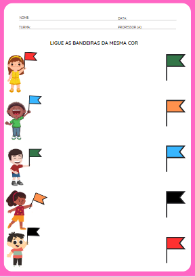 NOME: DATA:
TURMA: PROFESSOR (A):
LIGUE AS BANDEIRAS DA MESMA COR